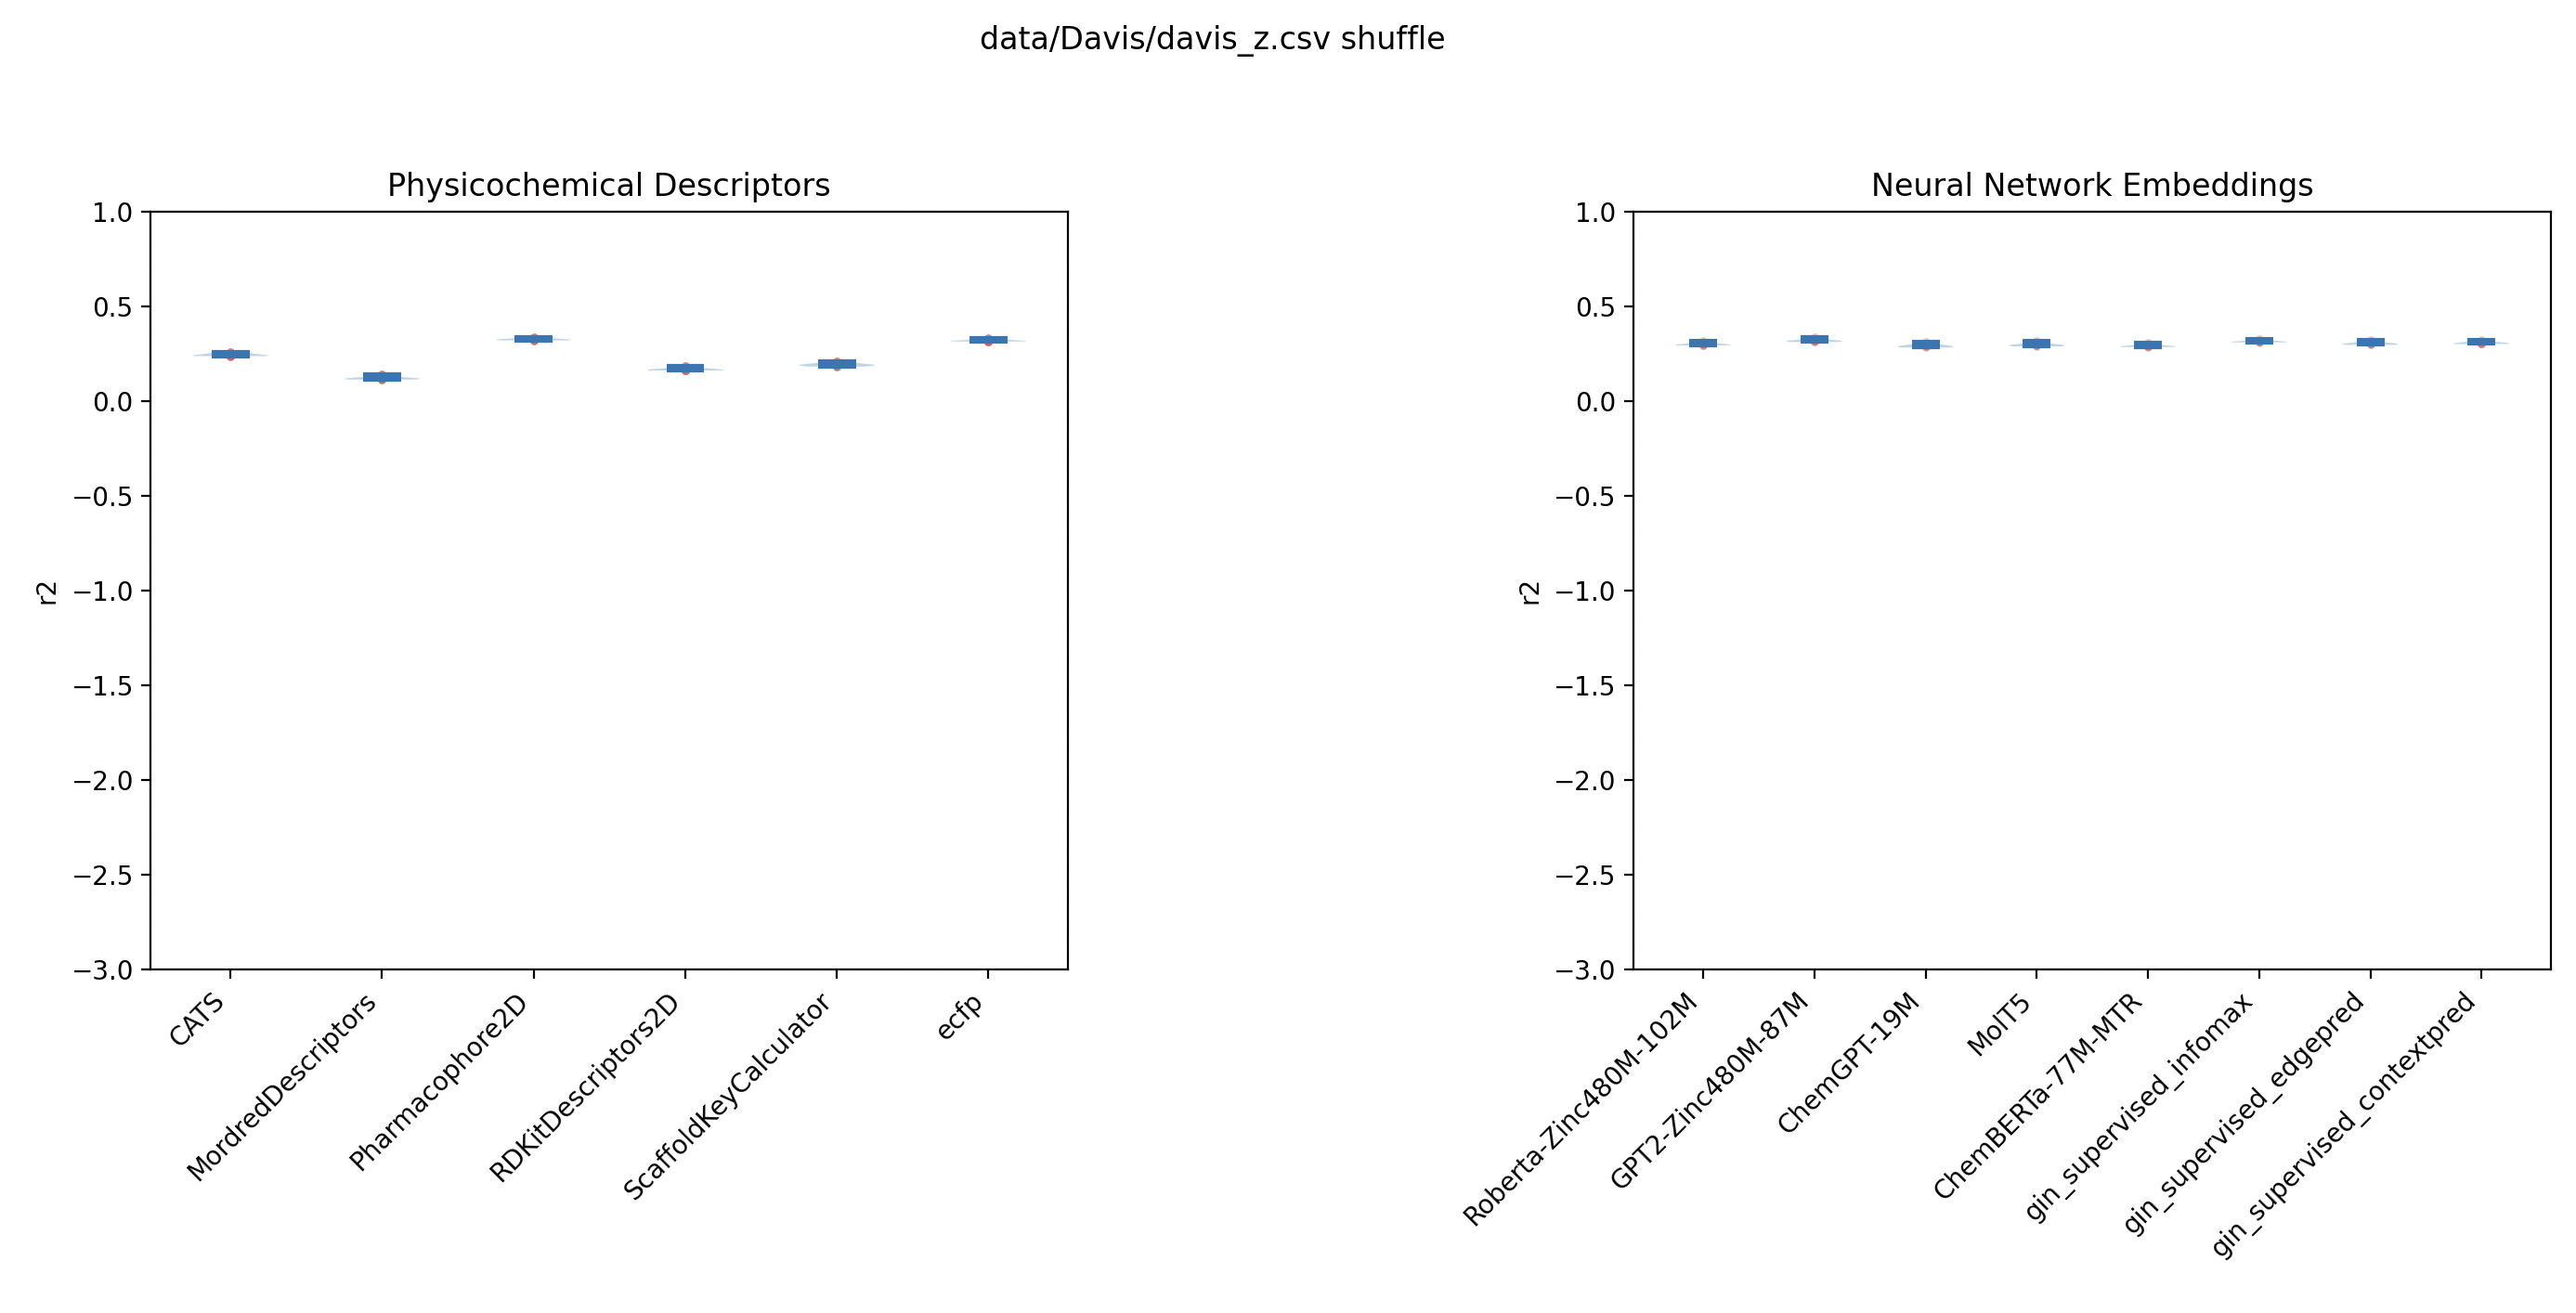 data/Davis/davis_z.csv shuffle
Physicochemical Descriptors
1.0
0.5
0.0
−0.5
−1.0
−1.5
−2.0
−2.5
−3.0
r2
CATS
MordredDescriptors
Pharmacophore2D
RDKitDescriptors2D
ScaffoldKeyCalculator
ecfp
Neural Network Embeddings
1.0
0.5
0.0
−0.5
−1.0
−1.5
−2.0
−2.5
−3.0
r2
Roberta-Zinc480M-102M
GPT2-Zinc480M-87M
ChemGPT-19M
MolT5
ChemBERTa-77M-MTR
gin_supervised_infomax
gin_supervised_edgepred
gin_supervised_contextpred